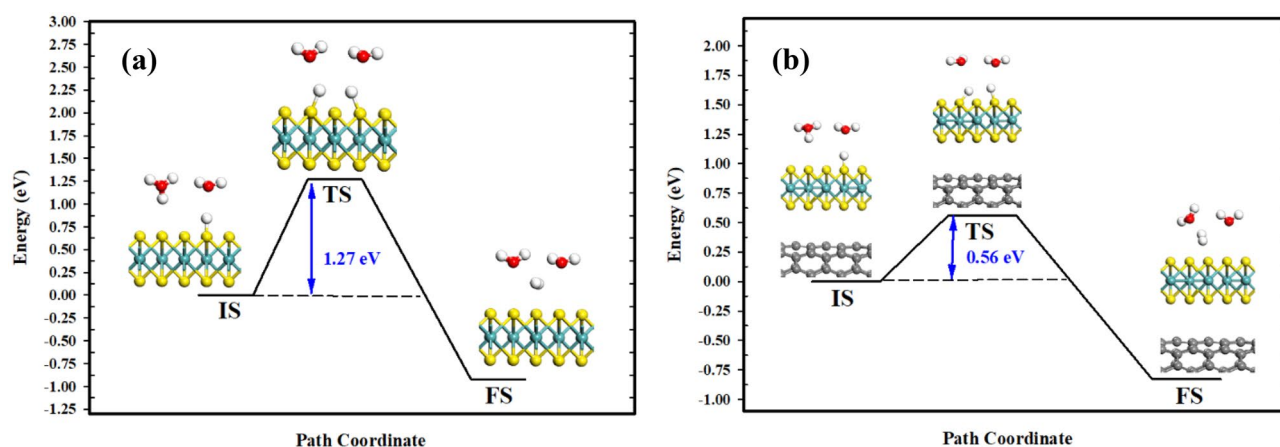 (a)
Energy (eV)
3.00
2.75
2.50
2.25
2.00
1.75
1.50
1.25
1.00
0.75
0.50
0.25
0.00
-0.25
-0.50
-0.75
-1.00
-1.25
TS
1.27 eV
IS
FS
Path Coordinate
(b)
Energy (eV)
2.00
1.75
1.50
1.25
1.00
0.75
0.50
0.25
0.00
-0.25
-0.50
-0.75
-1.00
TS
0.56 eV
IS
FS
Path Coordinate